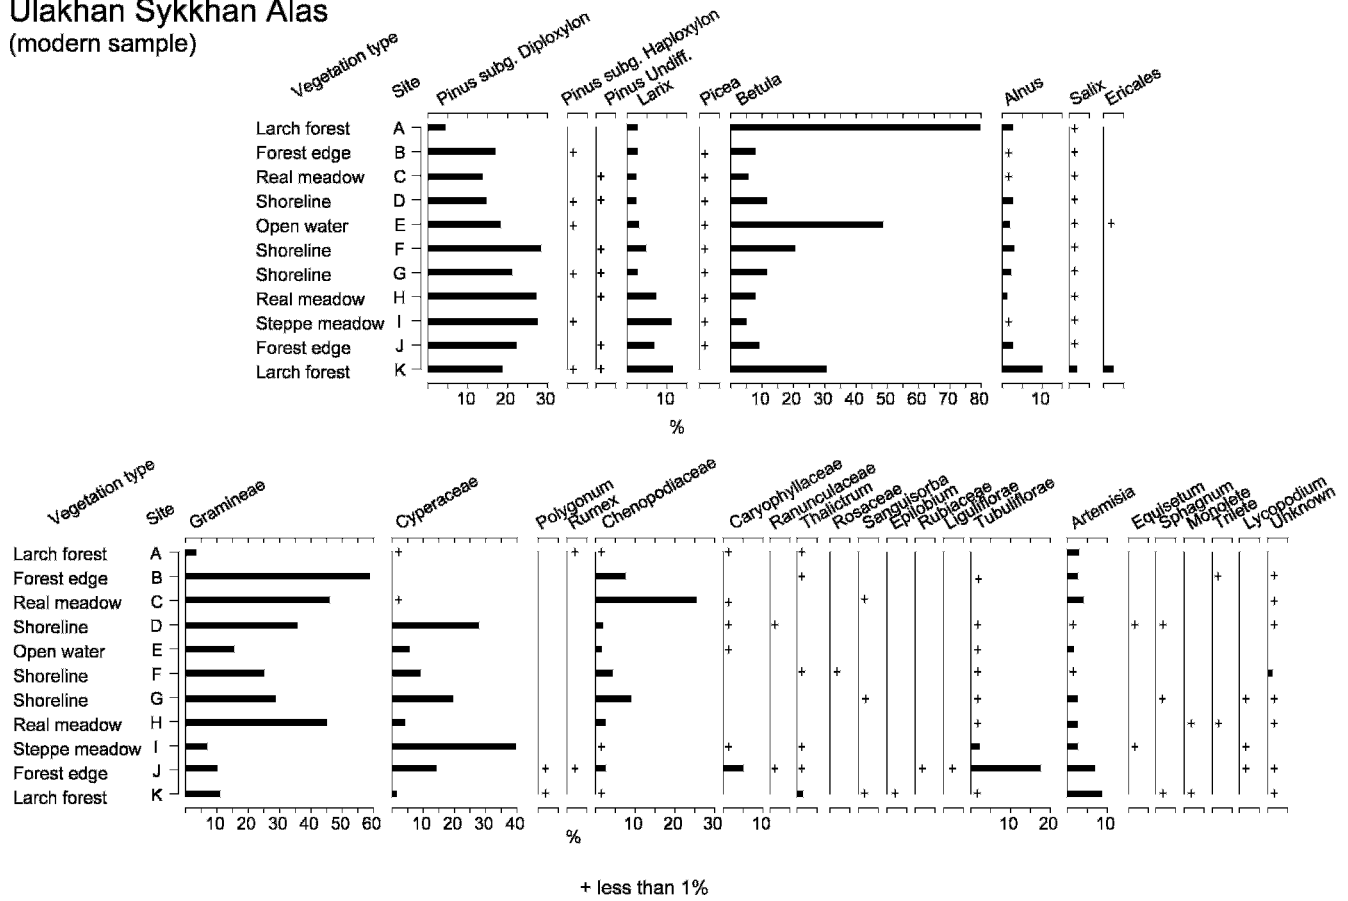 Ulakhan Sykkhan Alas
(modern sample)
Vegetation type Site Pinus subg. Diploxylon Pinus subg. Haploxylon Pinus Undiff. Larix Picea Betula Alnus Salix Ericales
Larch forest A +
Forest edge B + + + +
Real meadow C + + + +
Shoreline D + + + +
Open water E + + + +
Shoreline F + + +
Shoreline G + + + +
Real meadow H + + +
Steppe meadow I + + + +
Forest edge J + + +
Larch forest K + +
10 20 30 10 10 20 30 40 50 60 70 80 10
%
Vegetation type Site Gramineae Cyperaceae Polygonum Rumex Chenopodiaceae Caryophyllaceae Ranunculaceae Thalictrum Rosaceae Sanguisorba Epilobium Rubiaceae Liguliflorae Tubuliflorae Artemisia Equisetum Sphagnum Monolete Trilete Lycopodium Unknown
Larch forest A + + + + +
Forest edge B + + + +
Real meadow C + + + +
Shoreline D + + + + + + +
Open water E + +
Shoreline F + + + +
Shoreline G + + + + +
Real meadow H + + + +
Steppe meadow I + + + + +
Forest edge J + + + + + + + +
Larch forest K + + + + + + + +
10 20 30 40 50 60 10 20 30 40 10 20 30 10 10 20 10
%
+ less than 1%